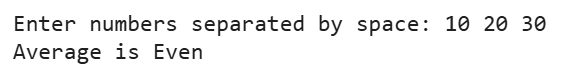 Enter numbers separated by space: 10 20 30
Average is Even